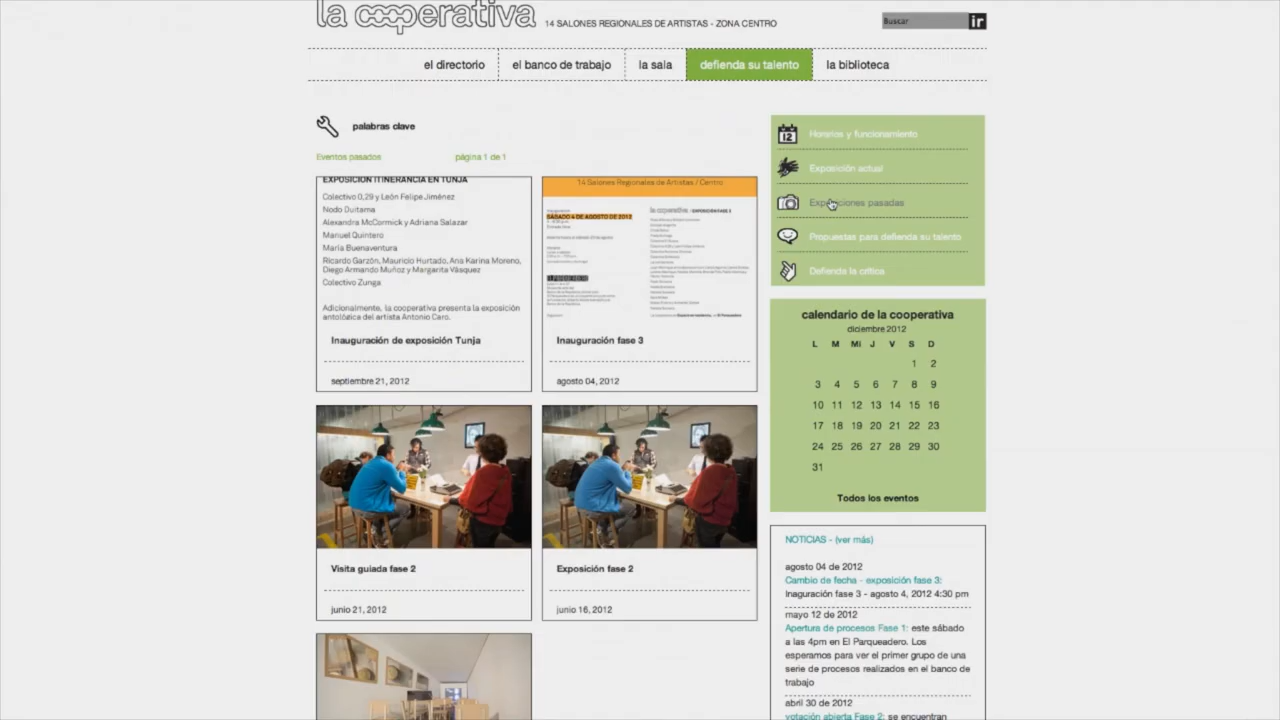 la cooperativa
14 SALONES REGIONALES DE ARTISTAS - ZONA CENTRO
Buscar
ir
el directorio
el banco de trabajo
la sala
defienda su talento
la biblioteca
palabras clave
Eventos pasados
página 1 de 1
EXPOSICION ITINERANCIA EN TUNJA
Colectivo 0,29 y León Felipe Jiménez
Nodo Duitama
Alexandra McCormick y Adriana Salazar
Manuel Quintero
María Buenaventura
Ricardo Garzón, Mauricio Hurtado, Ana Karina Moreno,
Diego Armando Muñoz y Margarita Vásquez
Colectivo Zunga
Adicionalmente, la cooperativa presenta la exposición
antológica del artista Antonio Caro.
Inauguración de exposición Tunja
septiembre 21, 2012
14 Salones Regionales de Artistas / Centro
SÁBADO 4 DE AGOSTO DE 2012
la cooperativa / EXPOSICIÓN FASE 3
Inauguración fase 3
agosto 04, 2012
Visita guiada fase 2
junio 21, 2012
Exposición fase 2
junio 16, 2012
12
Horarios y funcionamiento
Exposición actual
Exposiciones pasadas
Propuestas para defienda su talento
Defienda la crítica
calendario de la cooperativa
diciembre 2012
L M Mi J V S D
1 2
3 4 5 6 7 8 9
10 11 12 13 14 15 16
17 18 19 20 21 22 23
24 25 26 27 28 29 30
31
Todos los eventos
NOTICIAS - (ver más)
agosto 04 de 2012
Cambio de fecha - exposición fase 3:
Inaguración fase 3 - agosto 4, 2012 4:30 pm
mayo 12 de 2012
Apertura de procesos Fase 1: este sábado
a las 4pm en El Parqueadero. Los
esperamos para ver el primer grupo de una
serie de procesos realizados en el banco de
trabajo
abril 30 de 2012
votación abierta Fase 2: se encuentran